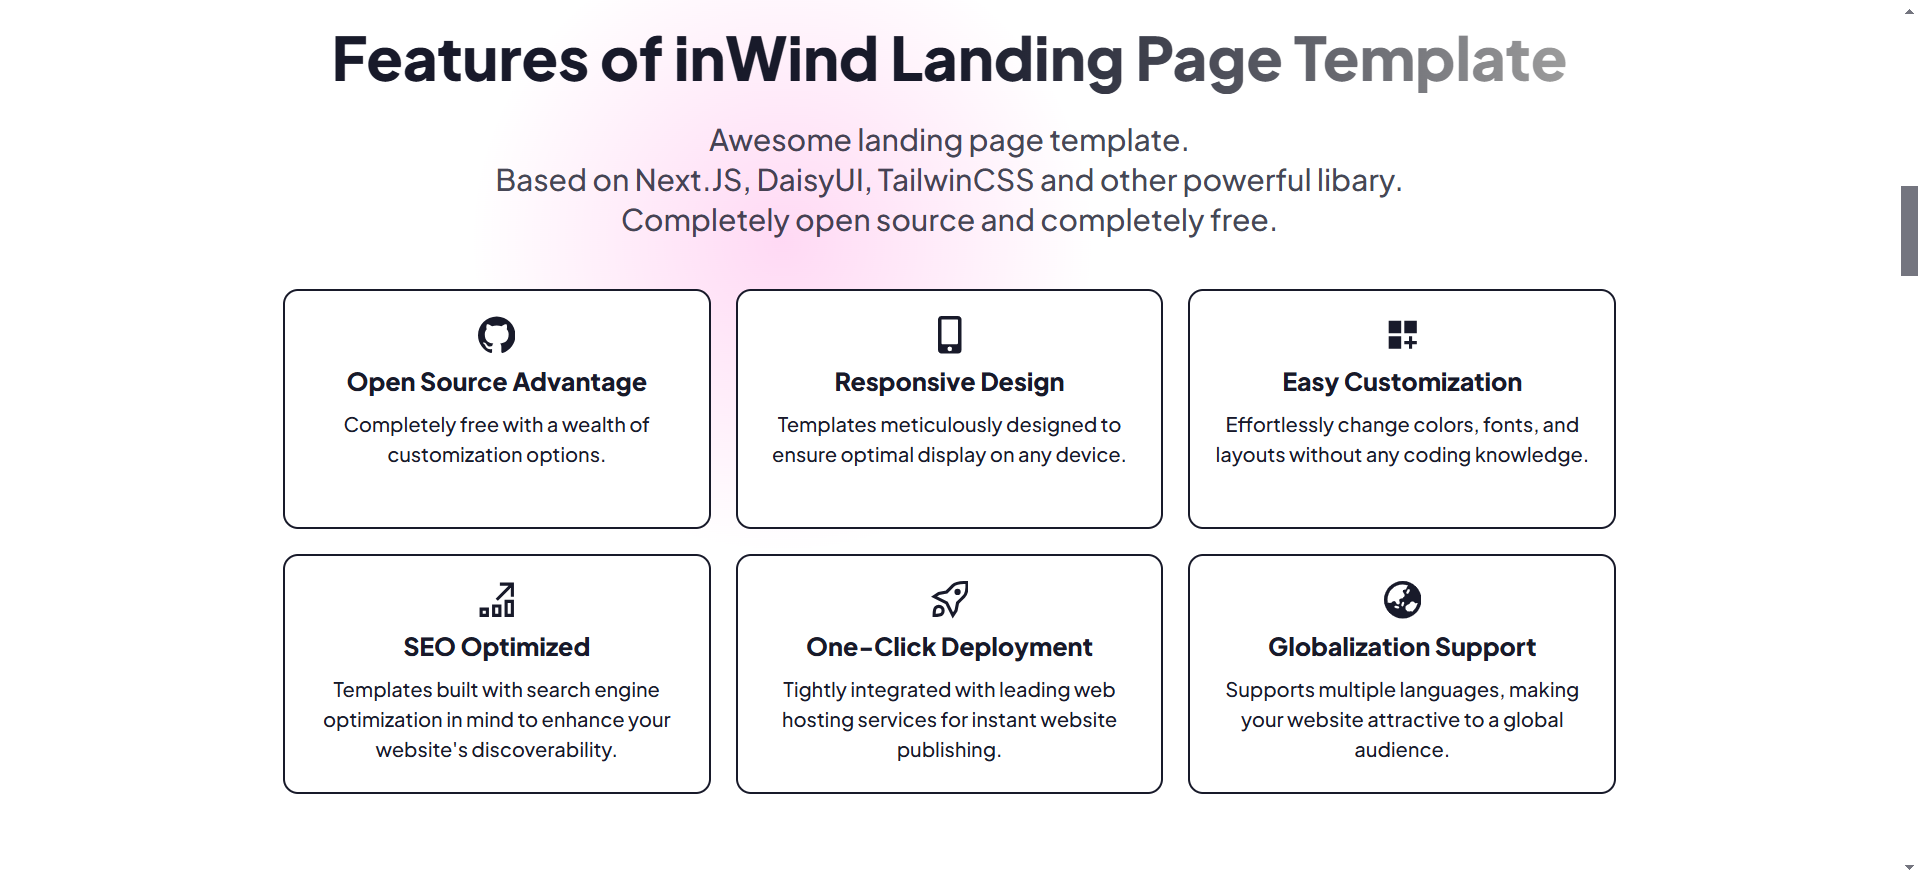 Features of inWind Landing Page Template
Awesome landing page template.
Based on Next.JS, DaisyUI, TailwinCSS and other powerful libary.
Completely open source and completely free.
Open Source Advantage
Completely free with a wealth of
customization options.
Responsive Design
Templates meticulously designed to
ensure optimal display on any device.
Easy Customization
Effortlessly change colors, fonts, and
layouts without any coding knowledge.
SEO Optimized
Templates built with search engine
optimization in mind to enhance your
website's discoverability.
One-Click Deployment
Tightly integrated with leading web
hosting services for instant website
publishing.
Globalization Support
Supports multiple languages, making
your website attractive to a global
audience.